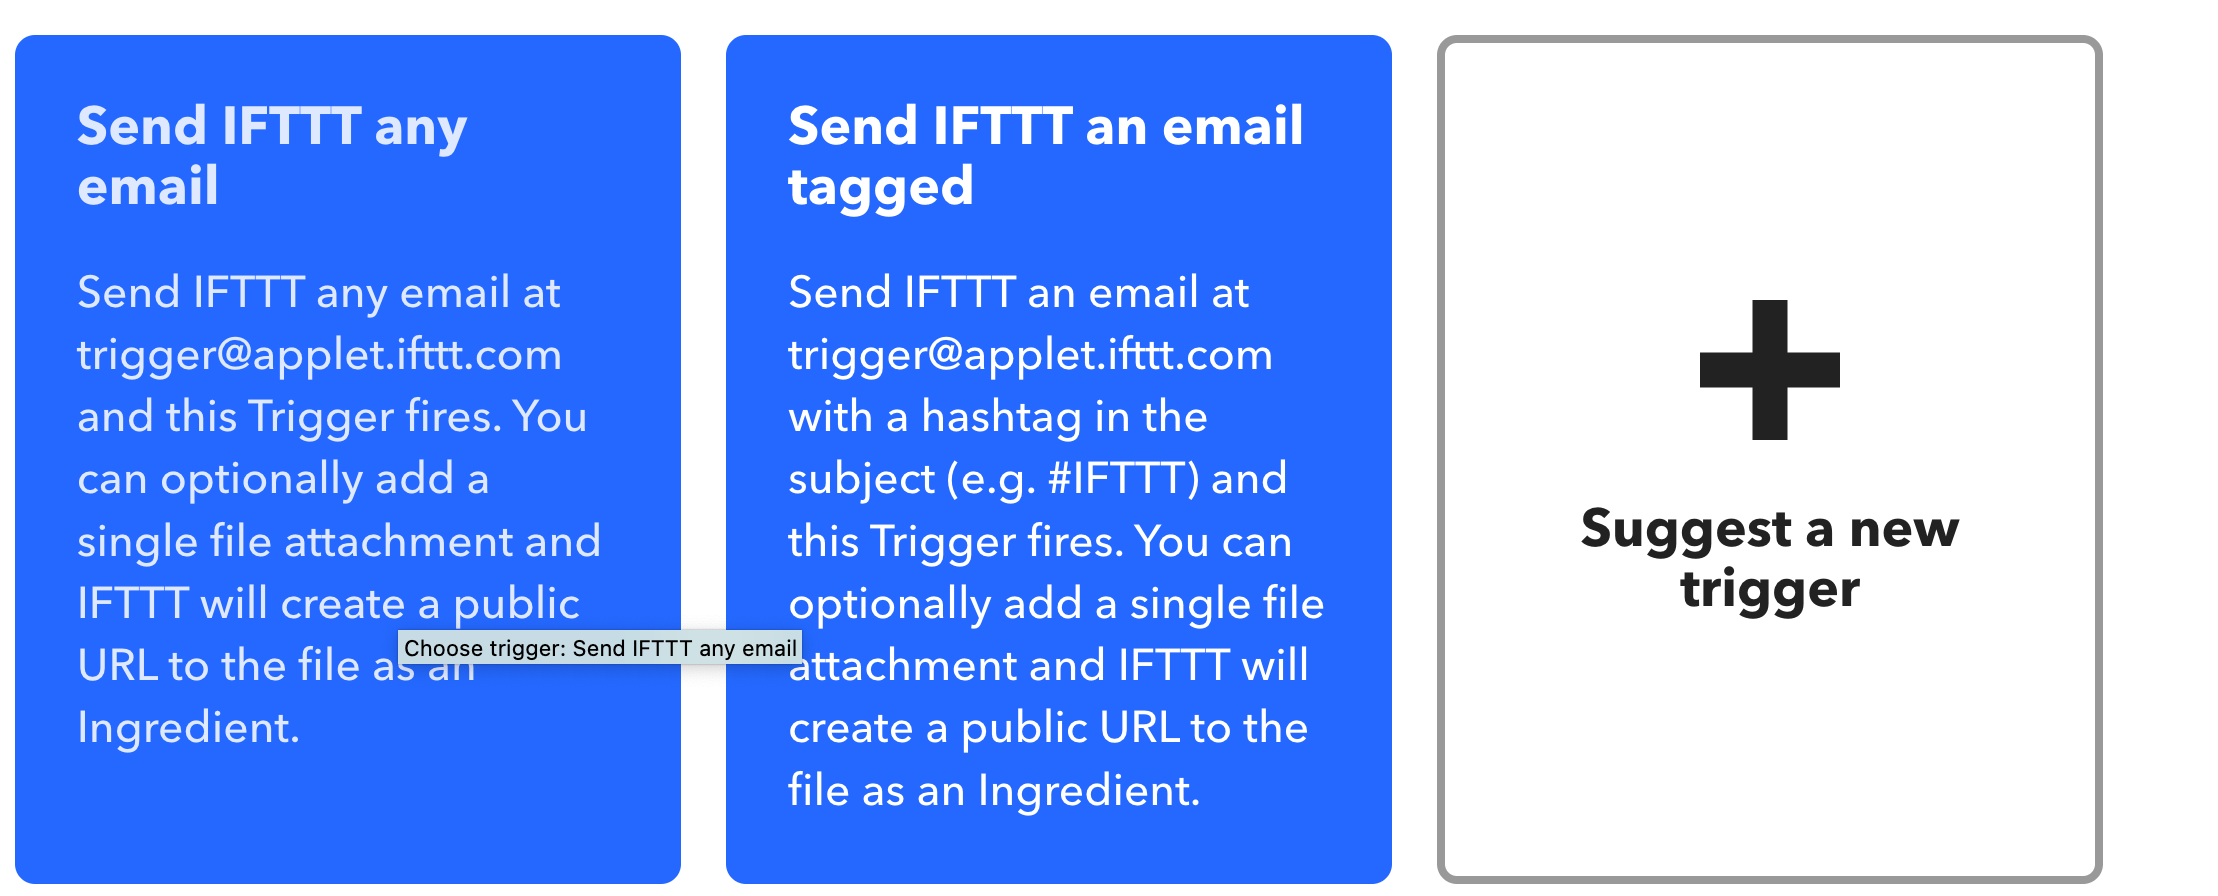 Send IFTTT any
email
Send IFTTT any email at
trigger@applet.ifttt.com
and this Trigger fires. You
can optionally add a
single file attachment and
IFTTT will create a public
URL to the file as an
Ingredient.
Choose trigger: Send IFTTT any email
Send IFTTT an email
tagged
Send IFTTT an email at
trigger@applet.ifttt.com
with a hashtag in the
subject (e.g. #IFTTT) and
this Trigger fires. You can
optionally add a single file
attachment and IFTTT will
create a public URL to the
file as an Ingredient.
Suggest a new
trigger